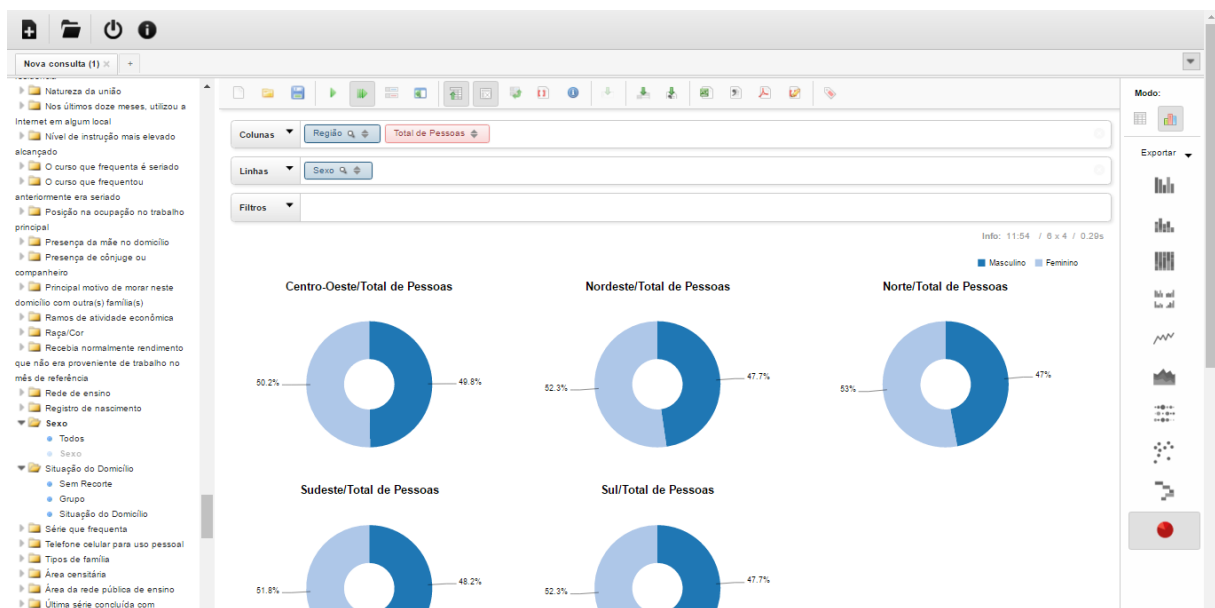 Nova consulta (1) × +
residência
Natureza da união
Nos últimos doze meses, utilizou a
Internet em algum local
Nível de instrução mais elevado
alcançado
O curso que frequenta é seriado
O curso que frequentou
anteriormente era seriado
Posição na ocupação no trabalho
principal
Presença da mãe no domicílio
Presença de cônjuge ou
companheiro
Principal motivo de morar neste
domicílio com outra(s) família(s)
Ramos de atividade econômica
Raça/Cor
Recebia normalmente rendimento
que não era proveniente de trabalho no
mês de referência
Rede de ensino
Registro de nascimento
Sexo
Todos
Sexo
Situação do Domicílio
Sem Recorte
Grupo
Situação do Domicílio
Série que frequenta
Telefone celular para uso pessoal
Tipos de família
Área censitária
Área da rede pública de ensino
Última série concluída com
Colunas Região Total de Pessoas
Linhas Sexo
Filtros
Info: 11:54 / 6 x 4 / 0.29s
Masculino Feminino
Centro-Oeste/Total de Pessoas
50.2% 49.8%
Nordeste/Total de Pessoas
52.3% 47.7%
Norte/Total de Pessoas
53% 47%
Sudeste/Total de Pessoas
51.8% 48.2%
Sul/Total de Pessoas
52.3% 47.7%
Modo:
Exportar